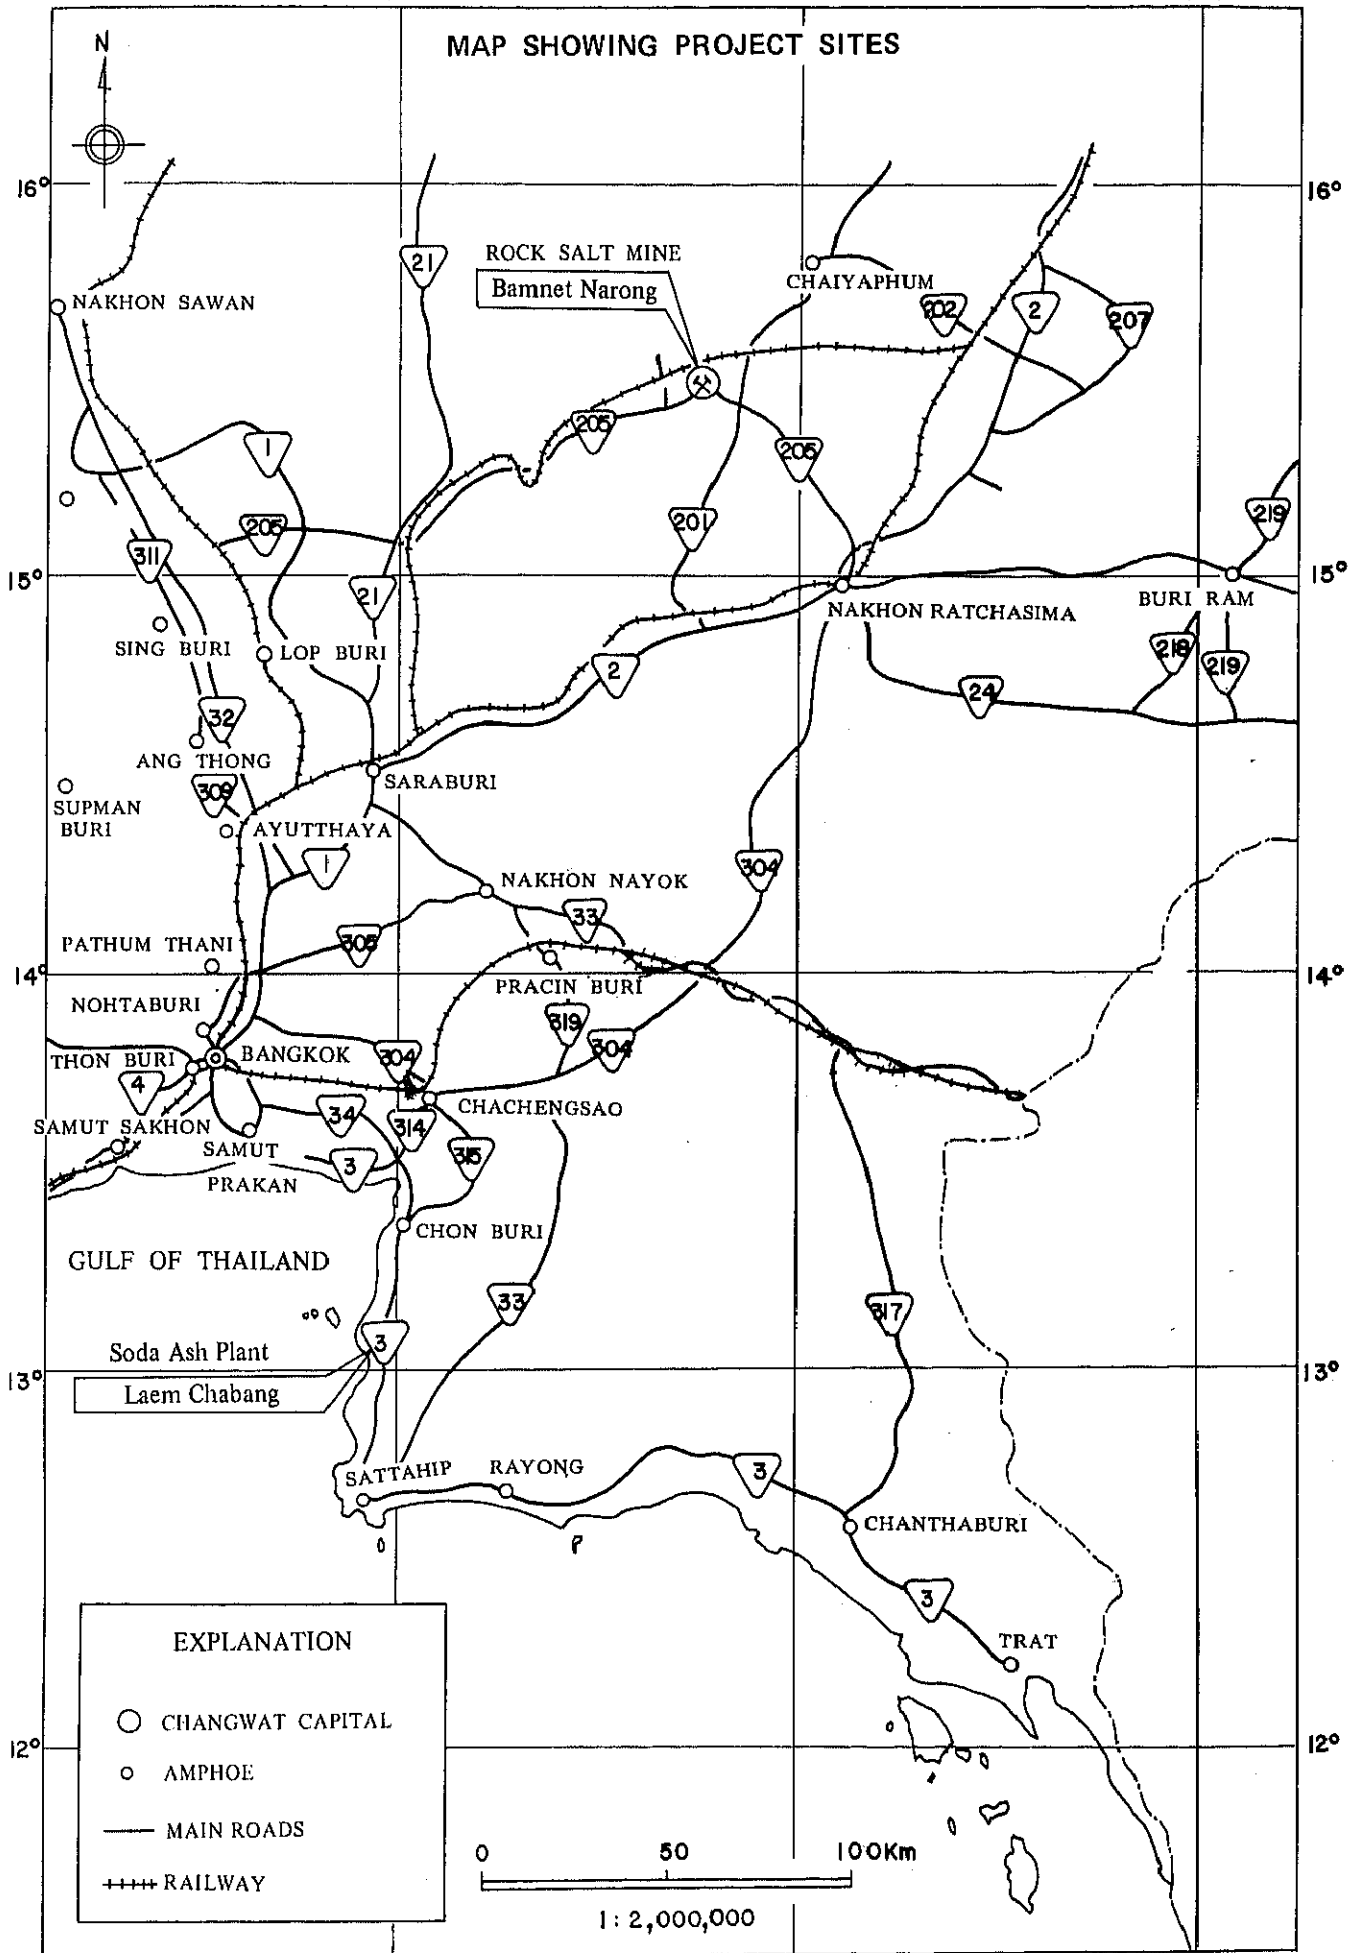 MAP SHOWING PROJECT SITES
N
16°
16°
21
ROCK SALT MINE
Bamnet Narong
CHAIYAPHUM
NAKHON SAWAN
202
2
207
205
1
205
201
219
205
311
15°
15°
21
NAKHON RATCHASIMA
BURI RAM
SING BURI
LOP BURI
218
2
219
24
32
ANG THONG
SARABURI
309
SUPMAN
BURI
AYUTTHAYA
1
304
NAKHON NAYOK
33
PATHUM THANI
305
14°
14°
PRACIN BURI
NOHTABURI
319
304
THON BURI
BANGKOK
304
4
CHACHENGSAO
34
314
SAMUT SAKHON
SAMUT
PRAKAN
3
315
CHON BURI
GULF OF THAILAND
33
317
3
Soda Ash Plant
Laem Chabang
13°
13°
SATTAHIP
RAYONG
3
CHANTHABURI
3
TRAT
EXPLANATION
CHANGWAT CAPITAL
AMPHOE
MAIN ROADS
RAILWAY
12°
12°
0 50 100Km
1:2,000,000